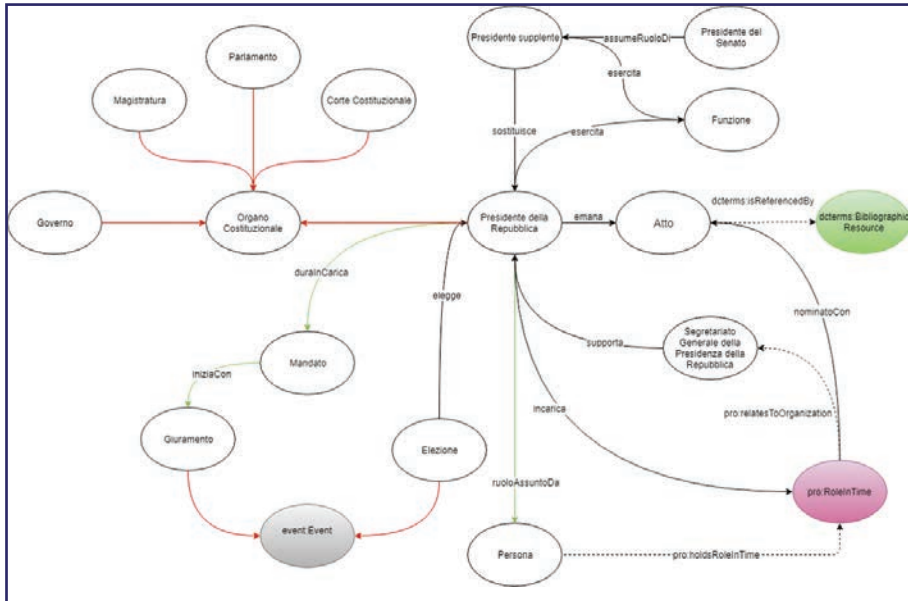 Presidente supplente
assumeRuoloDi
Presidente del
Senato
Parlamento
esercita
Magistratura
Corte Costituzionale
Funzione
sostituisce
esercita
dcterms:isReferencedBy
Governo
Organo
Costituzionale
Presidente della
Repubblica
emana
Atto
dcterms:Bibliographic
Resource
duraInCarica
elegge
nominatoCon
Mandato
supporta
Segretariato
Generale della
Presidenza della
Repubblica
iniziaCon
incarica
pro:relatesToOrganization
Giuramento
Elezione
ruoloAssuntoDa
pro:RoleInTime
event:Event
Persona
pro:holdsRoleInTime